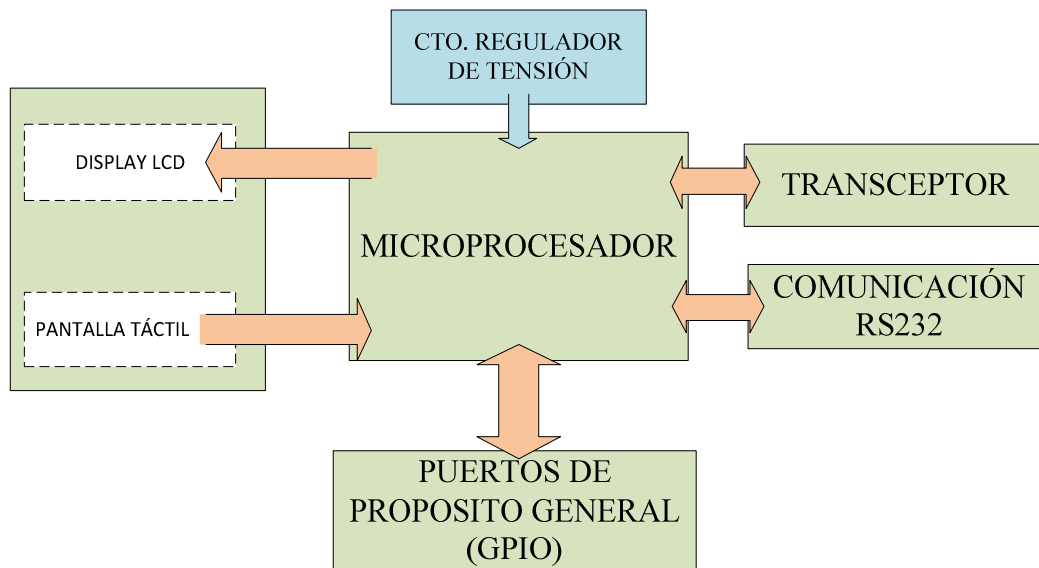 CTO. REGULADOR
DE TENSIÓN
DISPLAY LCD
PANTALLA TÁCTIL
MICROPROCESADOR
TRANSCEPTOR
COMUNICACIÓN
RS232
PUERTOS DE
PROPOSITO GENERAL
(GPIO)